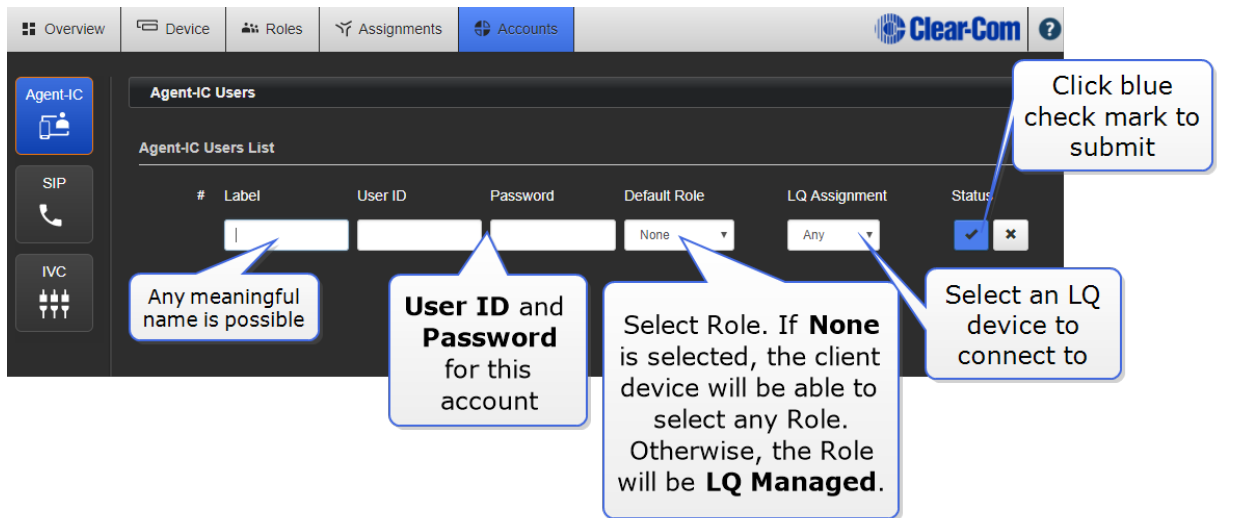 Overview Device Roles Assignments Accounts Clear-Com ?
Agent-IC
Agent-IC Users
Click blue
check mark to
submit
Agent-IC Users List
SIP
# Label User ID Password Default Role LQ Assignment Status
None Any
IVC
Any meaningful
name is possible
User ID and
Password
for this
account
Select Role. If None
is selected, the client
device will be able to
select any Role.
Otherwise, the Role
will be LQ Managed.
Select an LQ
device to
connect to